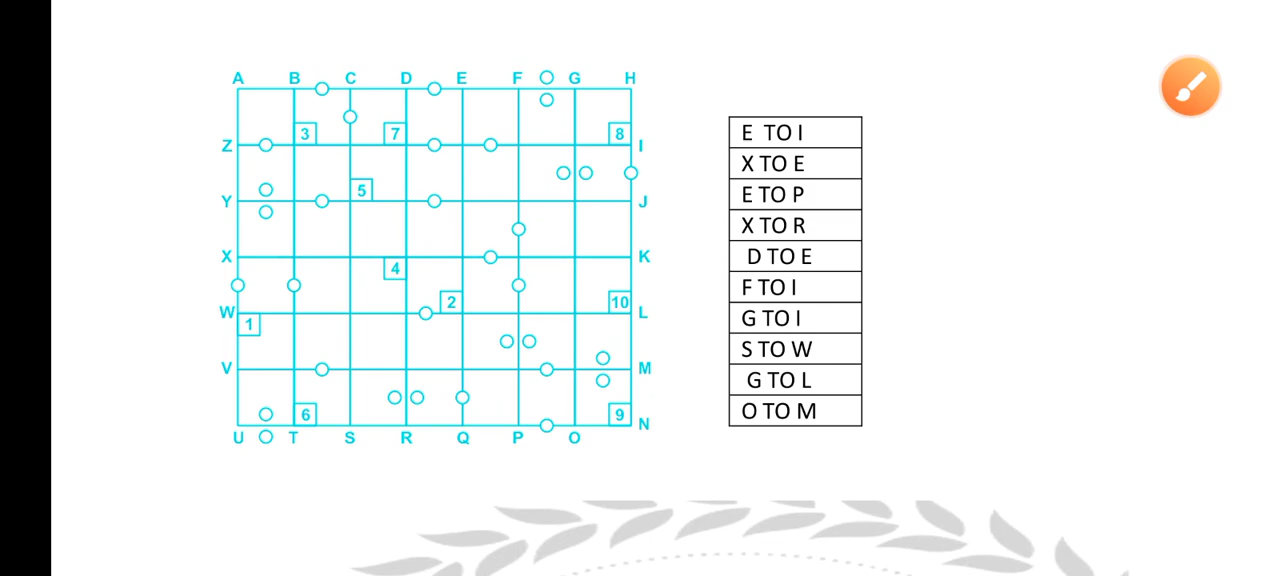 A B C D E F G H
Z 3 7 8 I
Y 5 J
X K
4
W 2 10 L
1
V M
6 9 N
U T S R Q P O
E TO I
X TO E
E TO P
X TO R
D TO E
F TO I
G TO I
S TO W
G TO L
O TO M